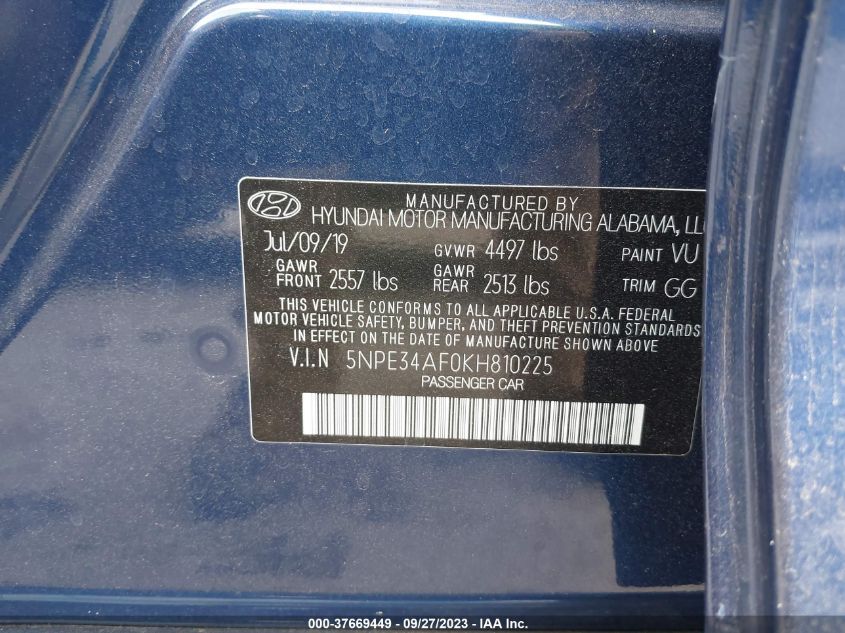 MANUFACTURED BY
HYUNDAI MOTOR MANUFACTURING ALABAMA,
Jul/09/19 GVWR 4497 lbs PAINT VU
GAWR FRONT 2557 lbs GAWR REAR 2513 lbs TRIM GG
THIS VEHICLE CONFORMS TO ALL APPLICABLE U.S.A. FEDERAL
MOTOR VEHICLE SAFETY, BUMPER, AND THEFT PREVENTION STANDARDS
IN EFFECT ON THE DATE OF MANUFACTURE SHOWN ABOVE.
V.I.N 5NPE34AF0KH810225
PASSENGER CAR
000-37669449 - 09/27/2023 - IAA Inc.